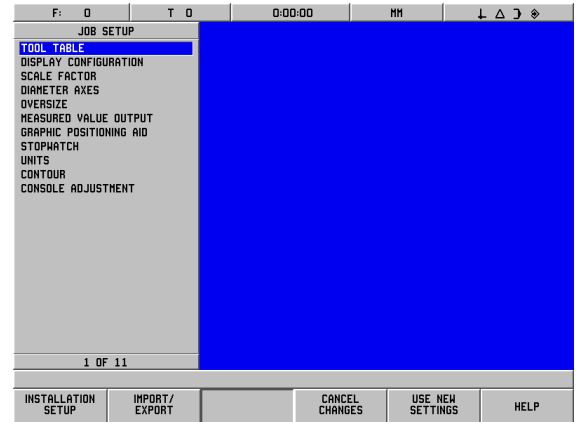 F: 0 T 0 0:00:00 MM
JOB SETUP
TOOL TABLE
DISPLAY CONFIGURATION
SCALE FACTOR
DIAMETER AXES
OVERSIZE
MEASURED VALUE OUTPUT
GRAPHIC POSITIONING AID
STOPWATCH
UNITS
CONTOUR
CONSOLE ADJUSTMENT
1 OF 11
INSTALLATION SETUP
IMPORT/ EXPORT
CANCEL CHANGES
USE NEW SETTINGS
HELP